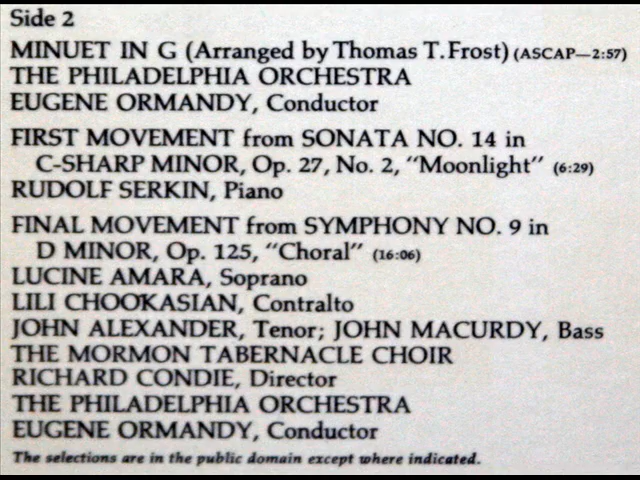 Side 2
MINUET IN G (Arranged by Thomas T. Frost) (ASCAP—2:57)
THE PHILADELPHIA ORCHESTRA
EUGENE ORMANDY, Conductor
FIRST MOVEMENT from SONATA NO. 14 in
C-SHARP MINOR, Op. 27, No. 2, "Moonlight" (6:29)
RUDOLF SERKIN, Piano
FINAL MOVEMENT from SYMPHONY NO. 9 in
D MINOR, Op. 125, "Choral" (16:06)
LUCINE AMARA, Soprano
LILI CHOOKASIAN, Contralto
JOHN ALEXANDER, Tenor; JOHN MACURDY, Bass
THE MORMON TABERNACLE CHOIR
RICHARD CONDIE, Director
THE PHILADELPHIA ORCHESTRA
EUGENE ORMANDY, Conductor
The selections are in the public domain except where indicated.